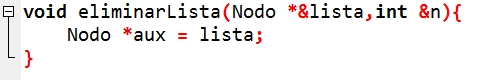 void eliminarLista(Nodo *&lista,int &n){
    Nodo *aux = lista;
}